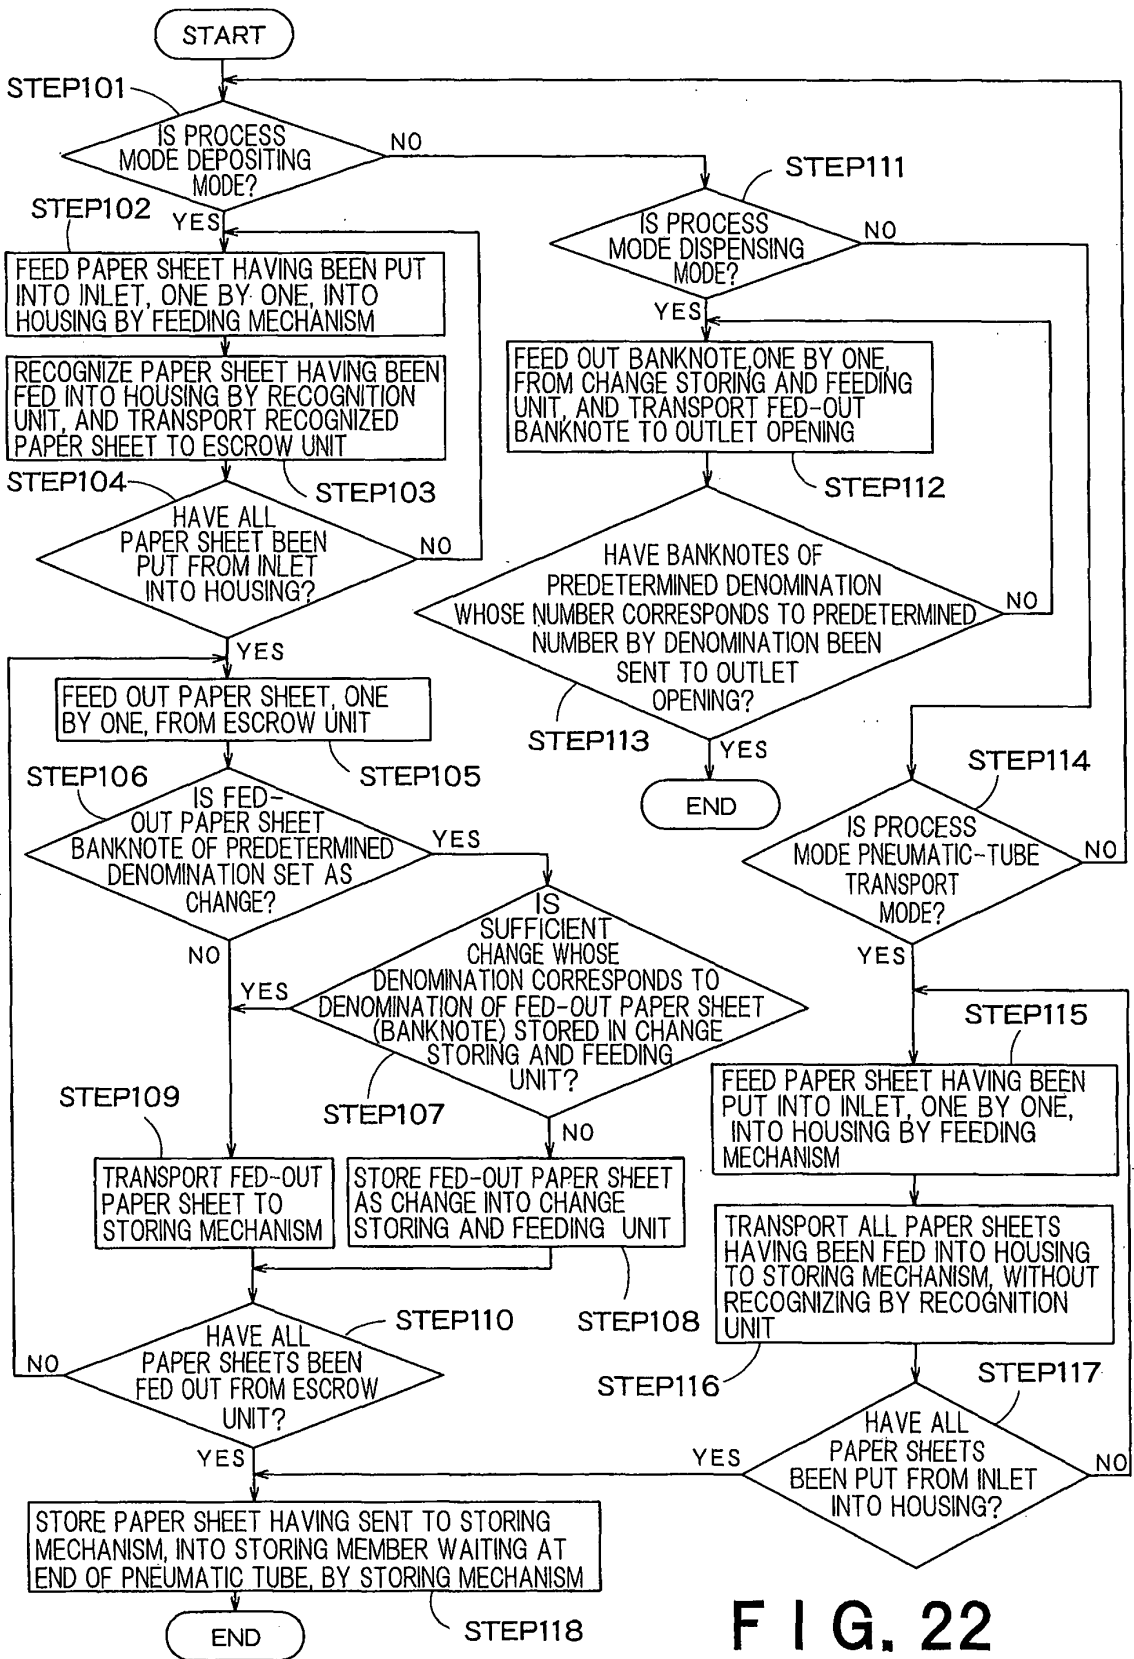 START
STEP101
IS PROCESS
MODE DEPOSITING
MODE?
NO
YES
STEP102
FEED PAPER SHEET HAVING BEEN PUT
INTO INLET, ONE BY ONE, INTO
HOUSING BY FEEDING MECHANISM
RECOGNIZE PAPER SHEET HAVING BEEN
FED INTO HOUSING BY RECOGNITION
UNIT, AND TRANSPORT RECOGNIZED
PAPER SHEET TO ESCROW UNIT
STEP103
STEP104
HAVE ALL
PAPER SHEET BEEN
PUT FROM INLET
INTO HOUSING?
NO
YES
FEED OUT PAPER SHEET, ONE
BY ONE, FROM ESCROW UNIT
STEP105
STEP106
IS FED-
OUT PAPER SHEET
BANKNOTE OF PREDETERMINED
DENOMINATION SET AS
CHANGE?
YES
NO
IS
SUFFICIENT
CHANGE WHOSE
DENOMINATION CORRESPONDS TO
DENOMINATION OF FED-OUT PAPER SHEET
(BANKNOTE) STORED IN CHANGE
STORING AND FEEDING
UNIT?
YES
STEP107
NO
STEP109
TRANSPORT FED-OUT
PAPER SHEET TO
STORING MECHANISM
STORE FED-OUT PAPER SHEET
AS CHANGE INTO CHANGE
STORING AND FEEDING UNIT
STEP108
STEP110
HAVE ALL
PAPER SHEETS BEEN
FED OUT FROM ESCROW
UNIT?
NO
YES
STORE PAPER SHEET HAVING SENT TO STORING
MECHANISM, INTO STORING MEMBER WAITING AT
END OF PNEUMATIC TUBE, BY STORING MECHANISM
STEP118
END
STEP111
IS PROCESS
MODE DISPENSING
MODE?
NO
YES
FEED OUT BANKNOTE,ONE BY ONE,
FROM CHANGE STORING AND FEEDING
UNIT, AND TRANSPORT FED-OUT
BANKNOTE TO OUTLET OPENING
STEP112
HAVE BANKNOTES OF
PREDETERMINED DENOMINATION
WHOSE NUMBER CORRESPONDS TO PREDETERMINED
NUMBER BY DENOMINATION BEEN
SENT TO OUTLET
OPENING?
NO
STEP113
YES
END
STEP114
IS PROCESS
MODE PNEUMATIC-TUBE
TRANSPORT
MODE?
NO
YES
STEP115
FEED PAPER SHEET HAVING BEEN
PUT INTO INLET, ONE BY ONE,
INTO HOUSING BY FEEDING
MECHANISM
TRANSPORT ALL PAPER SHEETS
HAVING BEEN FED INTO HOUSING
TO STORING MECHANISM, WITHOUT
RECOGNIZING BY RECOGNITION
UNIT
STEP116
STEP117
HAVE ALL
PAPER SHEETS
BEEN PUT FROM INLET
INTO HOUSING?
YES
NO
FIG. 22